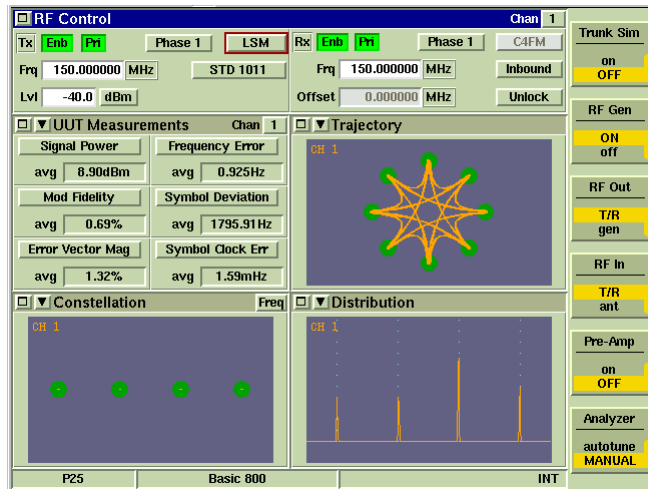 RF Control Chan 1
Tx Enb Pri Phase 1 LSM Rx Enb Pri Phase 1 C4FM
Frq 150.000000 MHz STD 1011 Frq 150.000000 MHz Inbound
Lvl -40.0 dBm Offset 0.000000 MHz Unlock
UUT Measurements Chan 1
Signal Power Frequency Error
avg 8.90dBm avg 0.925Hz
Mod Fidelity Symbol Deviation
avg 0.69% avg 1795.91Hz
Error Vector Mag Symbol Clock Err
avg 1.32% avg 1.59mHz
Trajectory
CH 1
Constellation Freq
CH 1
Distribution
CH 1
P25 Basic 800 INT
Trunk Sim
on
OFF
RF Gen
ON
off
RF Out
T/R
gen
RF In
T/R
ant
Pre-Amp
on
OFF
Analyzer
autotune
MANUAL